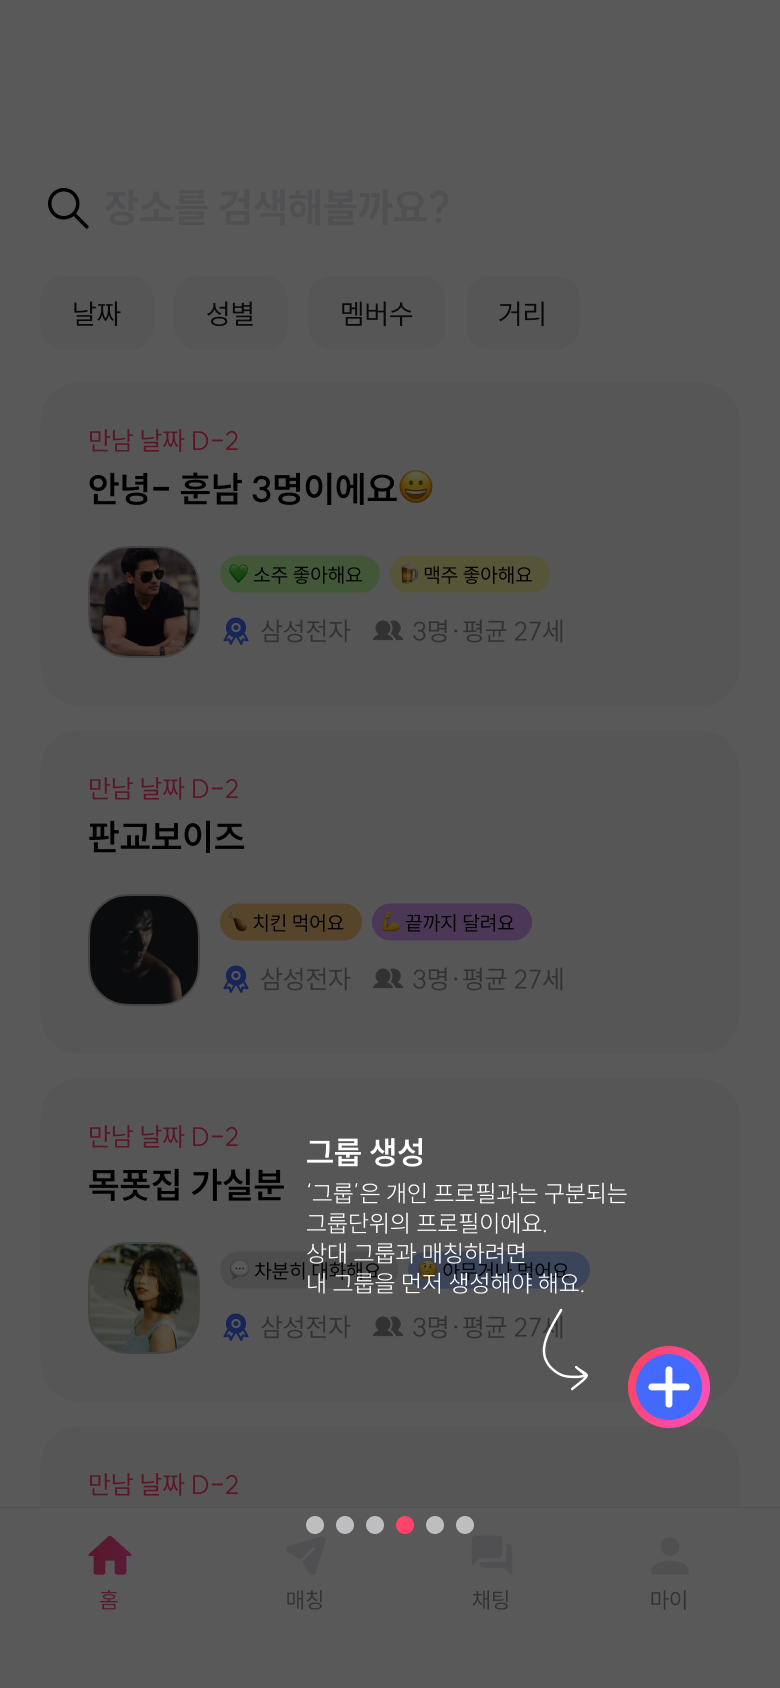 장소를 검색해볼까요?
날짜 성별 멤버수 거리
만남 날짜 D-2
안녕- 훈남 3명이에요😀
소주 좋아해요 맥주 좋아해요
삼성전자 3명·평균 27세
만남 날짜 D-2
판교보이즈
치킨 먹어요 끝까지 달려요
삼성전자 3명·평균 27세
만남 날짜 D-2
목폿집 가실분
차분히 대화해요 아무거나 먹어요
삼성전자 3명·평균 27세
그룹 생성
'그룹'은 개인 프로필과는 구분되는
그룹단위의 프로필이에요.
상대 그룹과 매칭하려면
내 그룹을 먼저 생성해야 해요.
만남 날짜 D-2
홈 매칭 채팅 마이